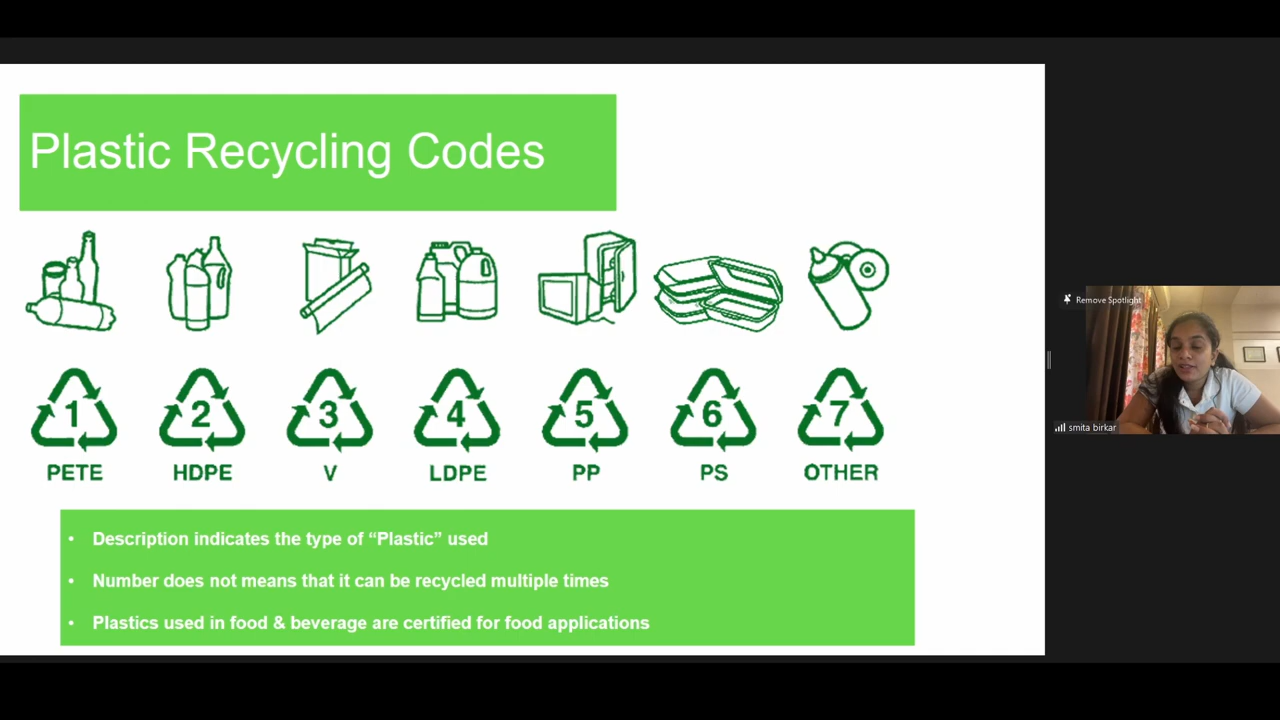 Plastic Recycling Codes
1 2 3 4 5 6 7
PETE HDPE V LDPE PP PS OTHER
• Description indicates the type of “Plastic” used
• Number does not means that it can be recycled multiple times
• Plastics used in food & beverage are certified for food applications
Remove Spotlight
smita birkar